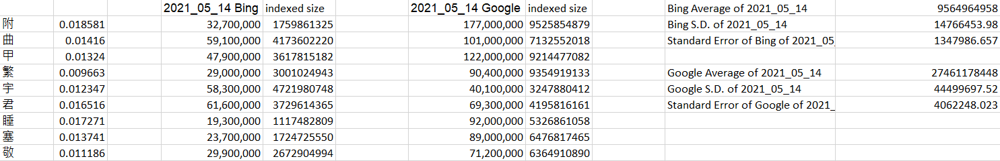 2021_05_14 Bing indexed size 2021_05_14 Google indexed size Bing Average of 2021_05_14 9564964958
附 0.018581 32,700,000 1759861325 177,000,000 9525854879 Bing S.D. of 2021_05_14 14766453.98
曲 0.01416 59,100,000 4173602220 101,000,000 7132552018 Standard Error of Bing of 2021_05_ 1347986.657
甲 0.01324 47,900,000 3617815182 122,000,000 9214477082
繁 0.009663 29,000,000 3001024943 90,400,000 9354919133 Google Average of 2021_05_14 27461178448
宇 0.012347 58,300,000 4721980748 40,100,000 3247880412 Google S.D. of 2021_05_14 44499697.52
君 0.016516 61,600,000 3729614365 69,300,000 4195816161 Standard Error of Google of 2021_ 4062248.023
睡 0.017271 19,300,000 1117482809 92,000,000 5326861058
塞 0.013741 23,700,000 1724725550 89,000,000 6476817465
敬 0.011186 29,900,000 2672904994 71,200,000 6364910890